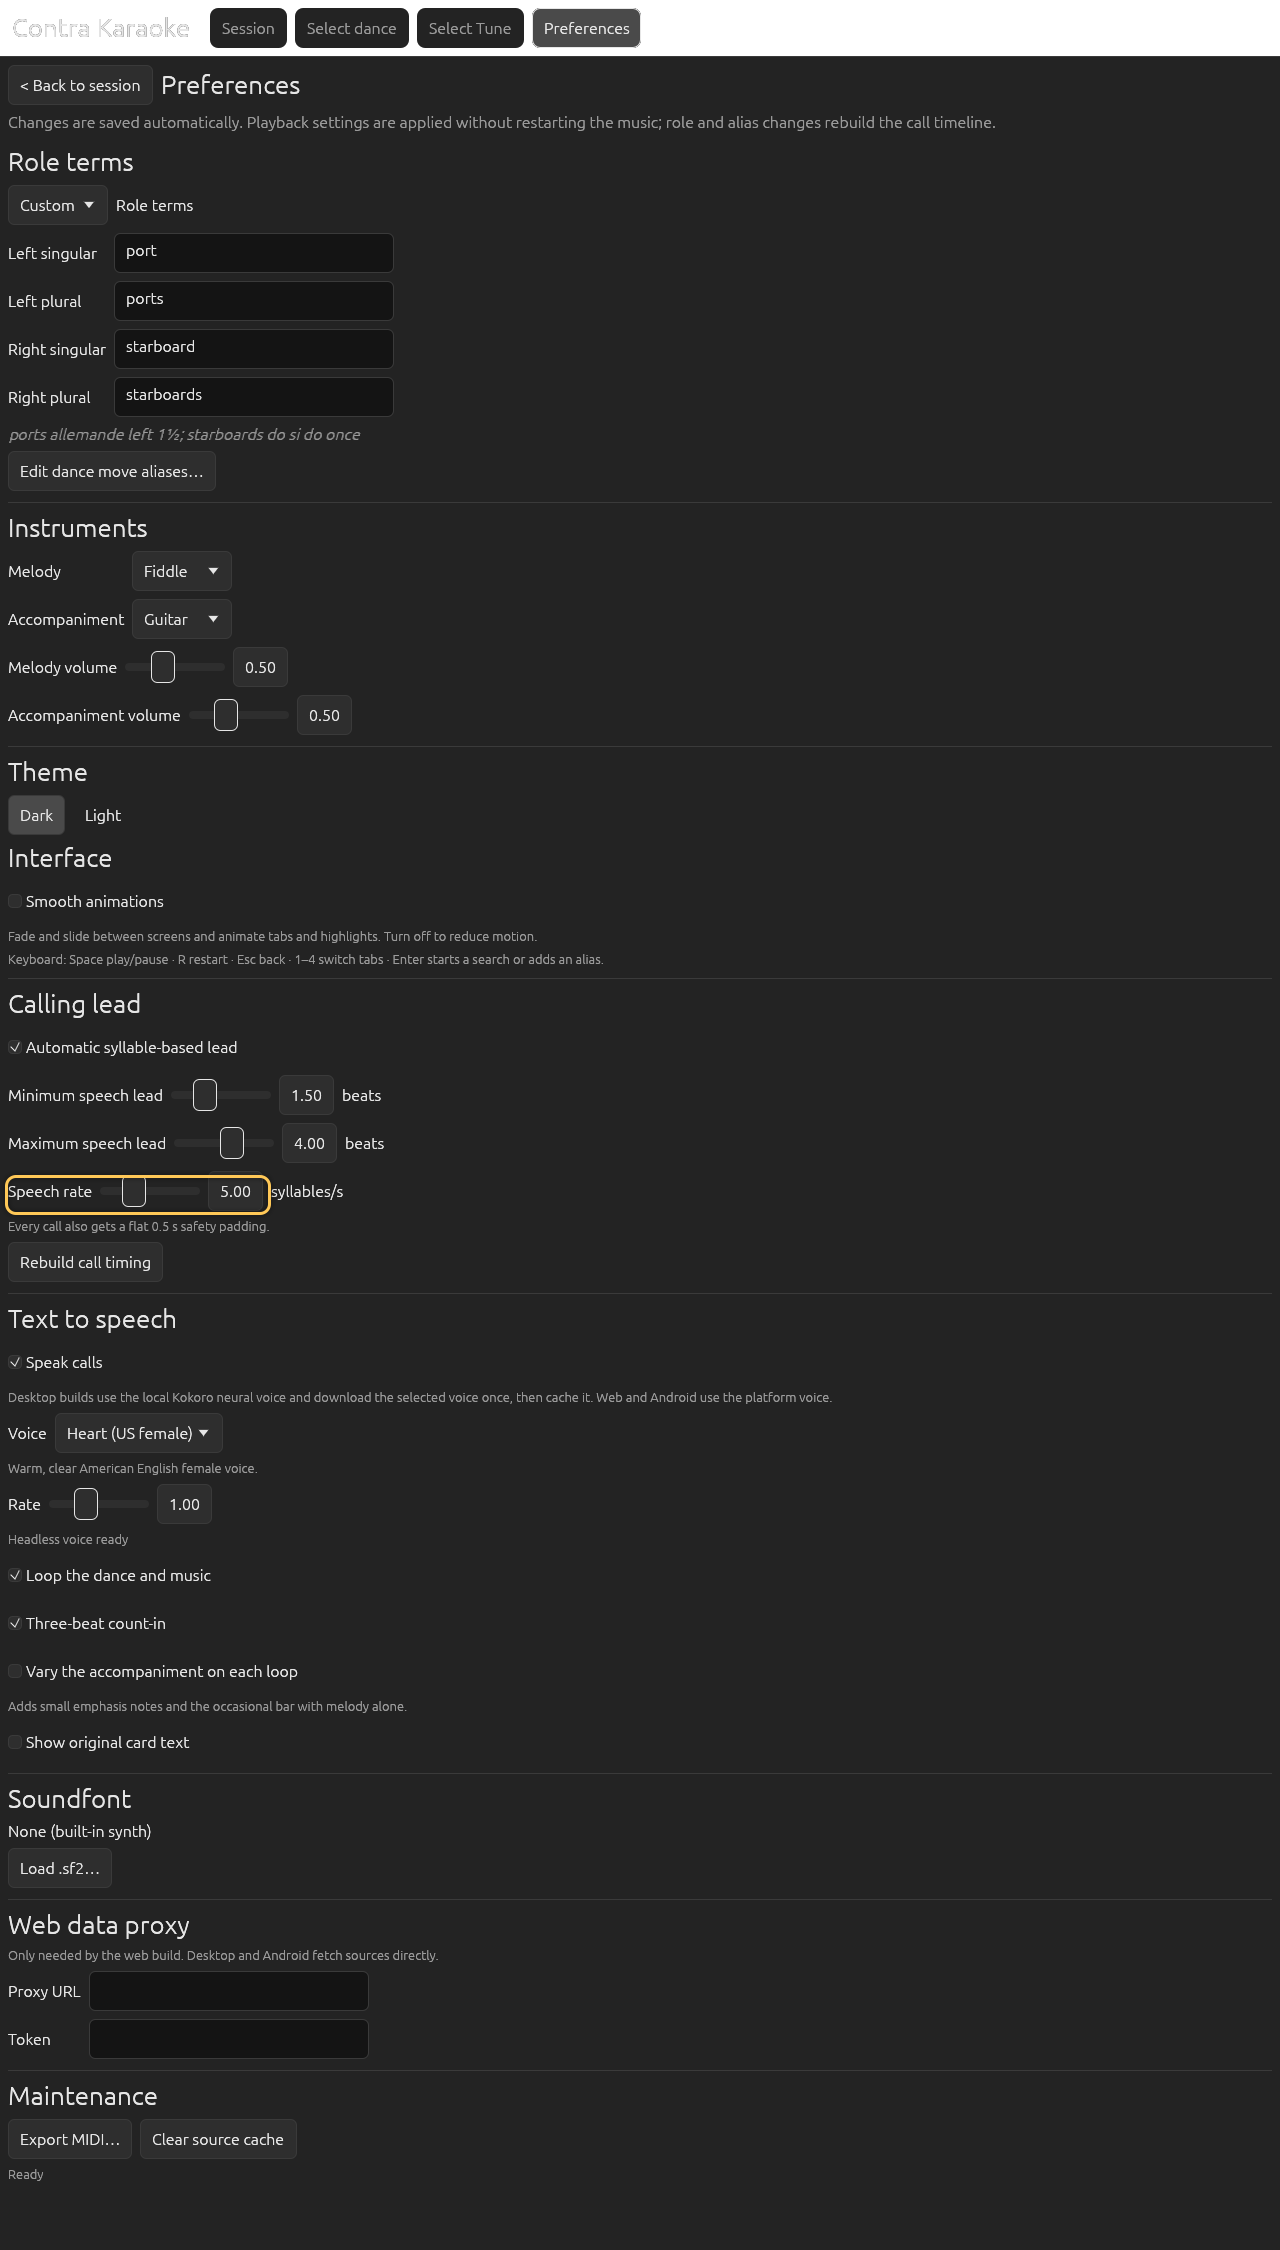 Contra Karaoke Session Select dance Select Tune Preferences
< Back to session Preferences
Changes are saved automatically. Playback settings are applied without restarting the music; role and alias changes rebuild the call timeline.
Role terms
Custom Role terms
Left singular port
Left plural ports
Right singular starboard
Right plural starboards
ports allemande left 1½; starboards do si do once
Edit dance move aliases…
Instruments
Melody Fiddle
Accompaniment Guitar
Melody volume 0.50
Accompaniment volume 0.50
Theme
Dark Light
Interface
Smooth animations
Fade and slide between screens and animate tabs and highlights. Turn off to reduce motion.
Keyboard: Space play/pause · R restart · Esc back · 1–4 switch tabs · Enter starts a search or adds an alias.
Calling lead
Automatic syllable-based lead
Minimum speech lead 1.50 beats
Maximum speech lead 4.00 beats
Speech rate 5.00 syllables/s
Every call also gets a flat 0.5 s safety padding.
Rebuild call timing
Text to speech
Speak calls
Desktop builds use the local Kokoro neural voice and download the selected voice once, then cache it. Web and Android use the platform voice.
Voice Heart (US female)
Warm, clear American English female voice.
Rate 1.00
Headless voice ready
Loop the dance and music
Three-beat count-in
Vary the accompaniment on each loop
Adds small emphasis notes and the occasional bar with melody alone.
Show original card text
Soundfont
None (built-in synth)
Load .sf2…
Web data proxy
Only needed by the web build. Desktop and Android fetch sources directly.
Proxy URL
Token
Maintenance
Export MIDI… Clear source cache
Ready